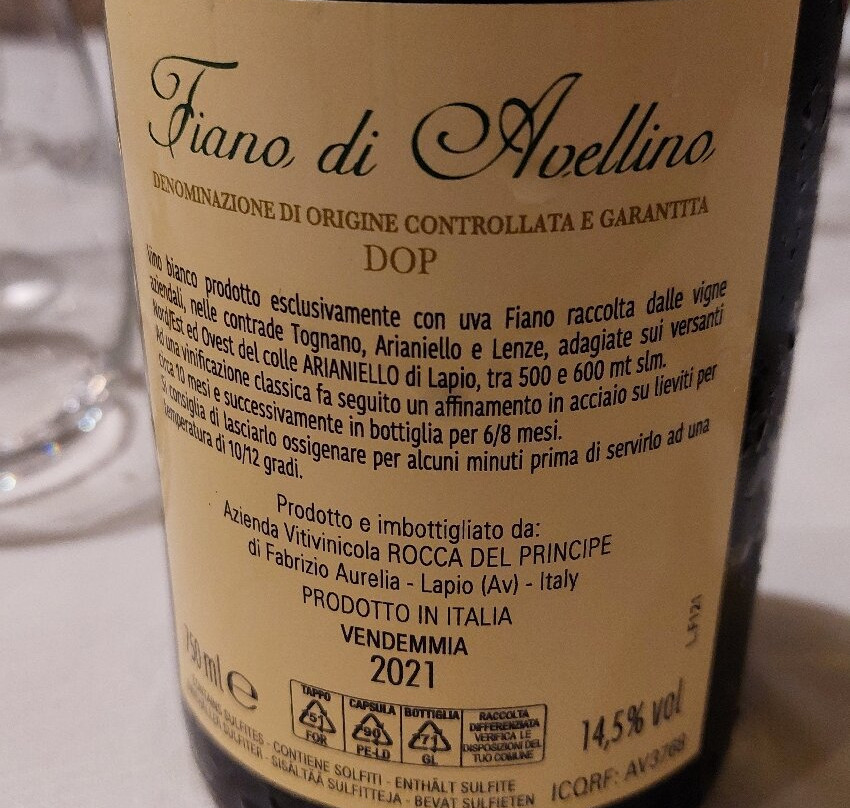 Fiano di Avellino
DENOMINAZIONE DI ORIGINE CONTROLLATA E GARANTITA
DOP
Vino bianco prodotto esclusivamente con uva Fiano raccolta dalle vigne
aziendali, nelle contrade Tognano, Arianiello e Lenze, adagiate sui versanti
Nord/Est ed Ovest del colle ARIANIELLO di Lapio, tra 500 e 600 mt slm.
Ad una vinificazione classica fa seguito un affinamento in acciaio su lieviti per
circa 10 mesi e successivamente in bottiglia per 6/8 mesi.
Si consiglia di lasciarlo ossigenare per alcuni minuti prima di servirlo ad una
temperatura di 10/12 gradi.
Prodotto e imbottigliato da:
Azienda Vitivinicola ROCCA DEL PRINCIPE
di Fabrizio Aurelia - Lapio (Av) - Italy
PRODOTTO IN ITALIA
VENDEMMIA
2021
750 ml e
TAPPO
51
FOR
CAPSULA
90
PE-LD
BOTTIGLIA
71
GL
RACCOLTA
DIFFERENZIATA
VERIFICA LE
DISPOSIZIONI DEL
TUO COMUNE
14,5% vol
CONTAINS SULFITES - CONTIENE SOLFITI - ENTHÄLT SULFITE
SULFITER - SISÄLTÄÄ SULFITTEJA - BEVAT SULFIETEN
ICQRF: AV3768